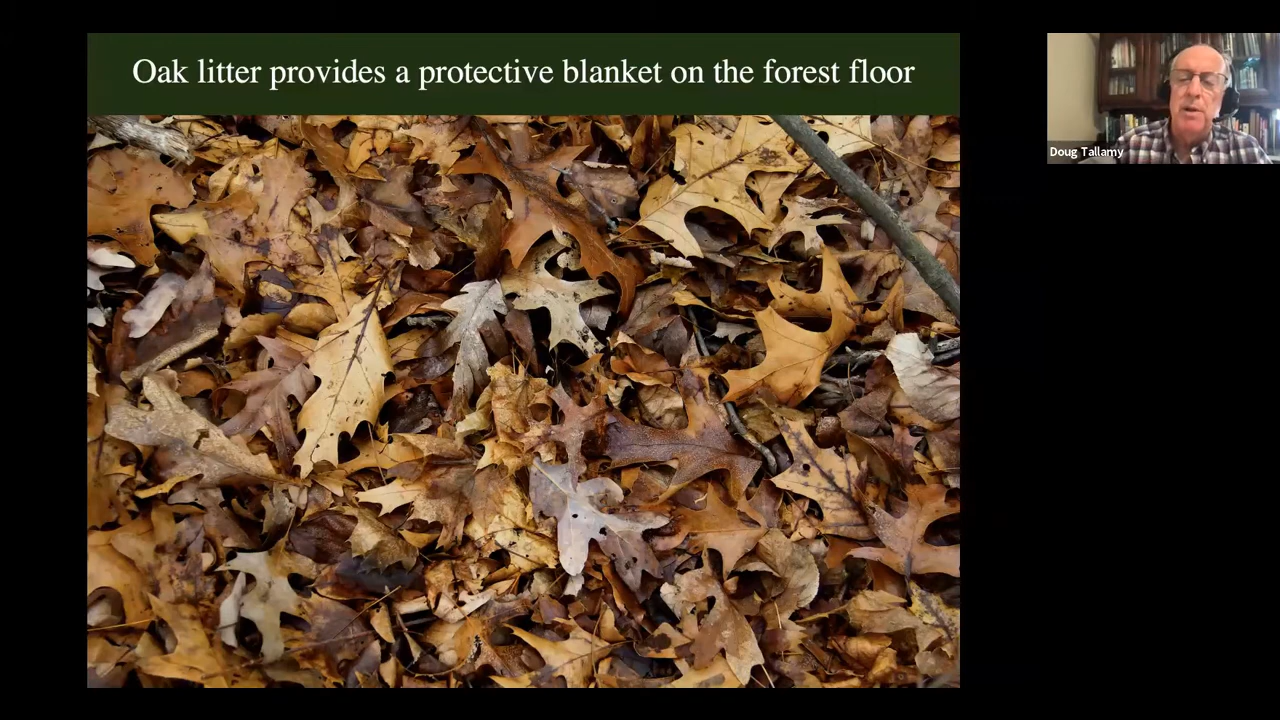 Oak litter provides a protective blanket on the forest floor
Doug Tallamy